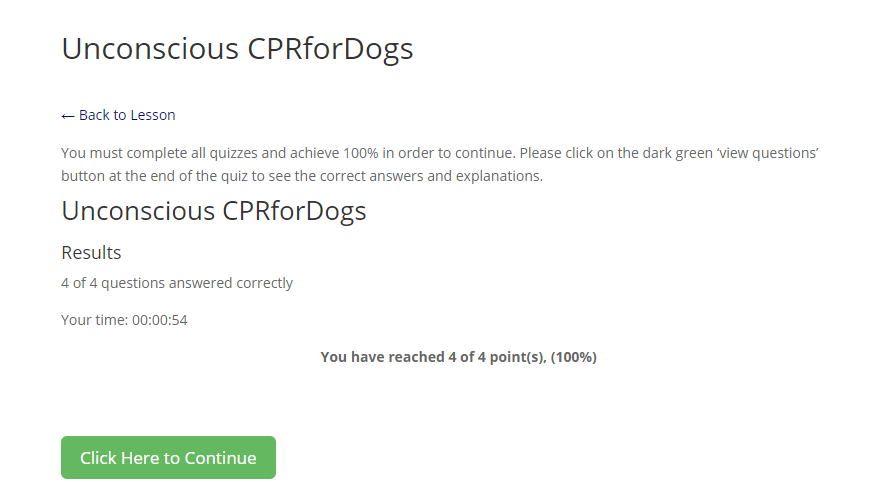 Unconscious CPRforDogs
← Back to Lesson
You must complete all quizzes and achieve 100% in order to continue. Please click on the dark green ‘view questions’
button at the end of the quiz to see the correct answers and explanations.
Unconscious CPRforDogs
Results
4 of 4 questions answered correctly
Your time: 00:00:54
You have reached 4 of 4 point(s), (100%)
Click Here to Continue